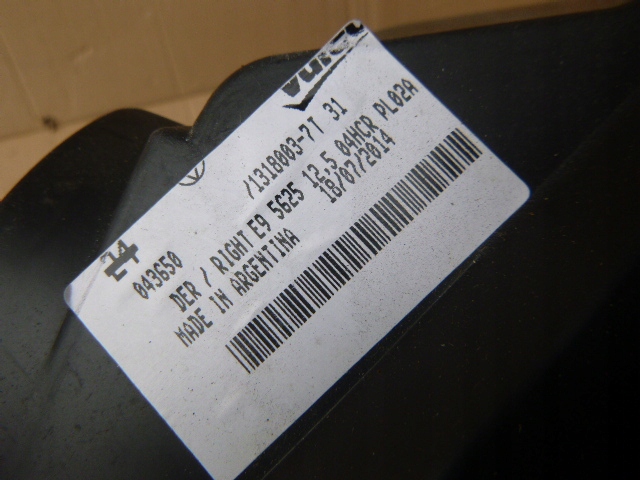 /1318003-7T 31
043650
DER / RIGHT E9 5625 12,5 04HCR PL02A
MADE IN ARGENTINA 18/07/2014